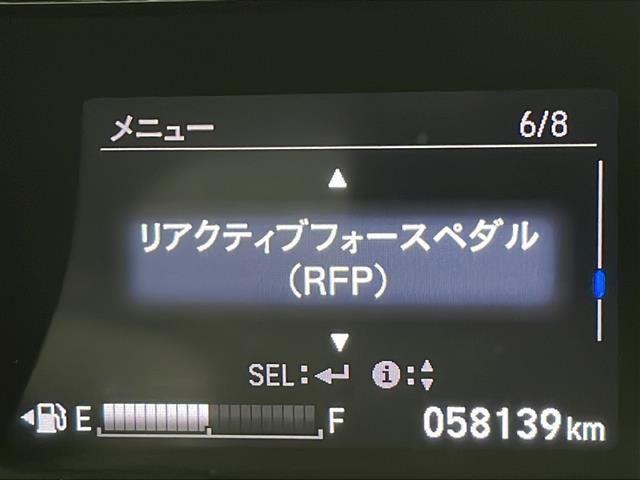 メニュー 6/8
▲
リアクティブフォースペダル
(RFP)
▼
SEL:↵ i:
E F 058139km